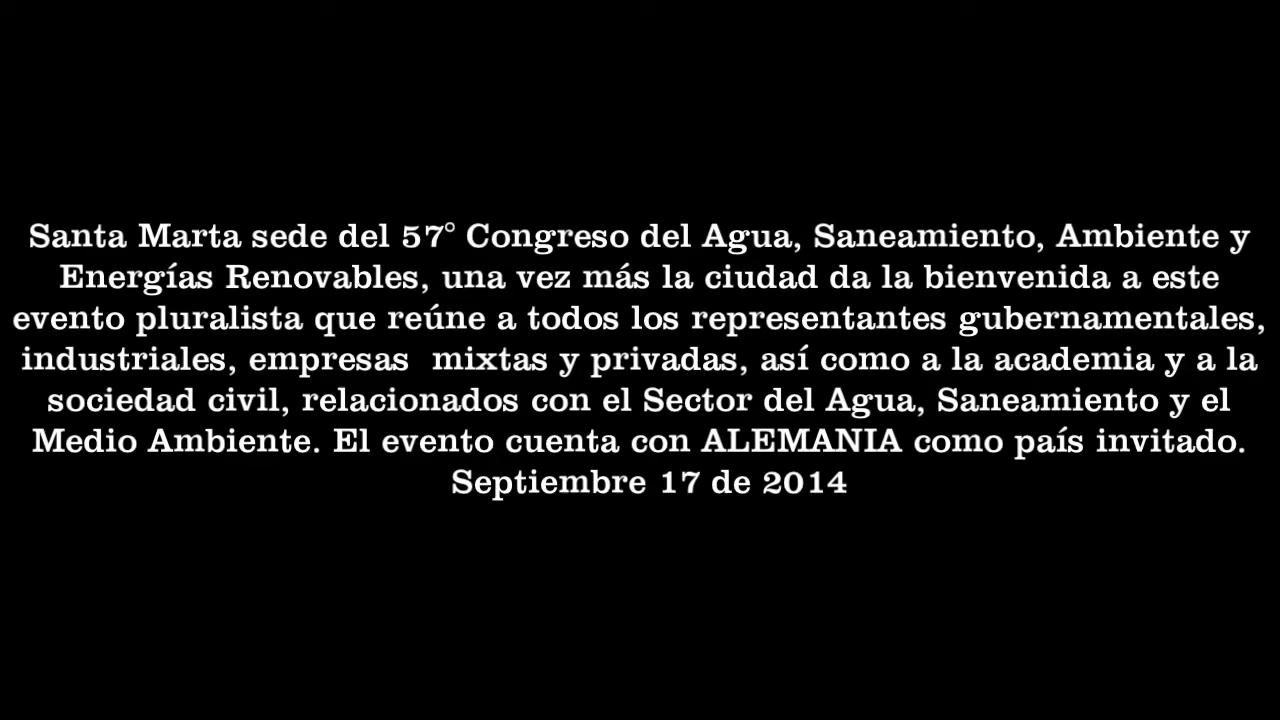 Santa Marta sede del 57° Congreso del Agua, Saneamiento, Ambiente y
Energías Renovables, una vez más la ciudad da la bienvenida a este
evento pluralista que reúne a todos los representantes gubernamentales,
industriales, empresas  mixtas y privadas, así como a la academia y a la
sociedad civil, relacionados con el Sector del Agua, Saneamiento y el
Medio Ambiente. El evento cuenta con ALEMANIA como país invitado.
Septiembre 17 de 2014